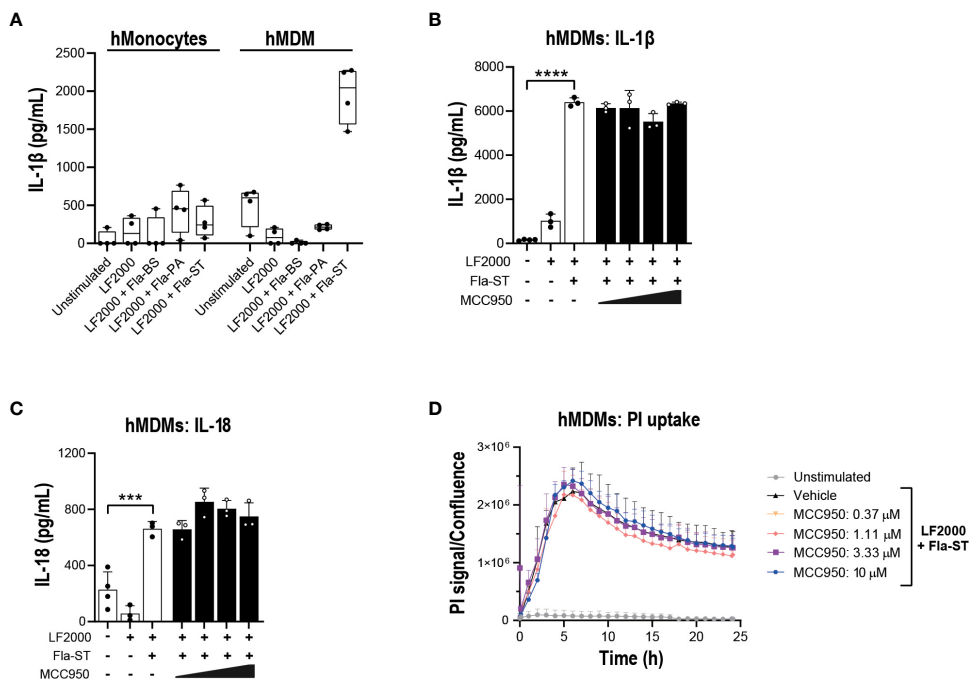 A
hMonocytes
hMDM
IL-1β (pg/mL)
2500
2000
1500
1000
500
0
Unstimulated
LF2000
LF2000 + Fla-BS
LF2000 + Fla-PA
LF2000 + Fla-ST
Unstimulated
LF2000
LF2000 + Fla-BS
LF2000 + Fla-PA
LF2000 + Fla-ST
B
hMDMs: IL-1β
IL-1β (pg/mL)
8000
6000
4000
2000
0
****
LF2000 - + + + + + +
Fla-ST - - + + + + +
MCC950 - - -
C
hMDMs: IL-18
IL-18 (pg/mL)
1200
800
400
0
***
LF2000 - + + + + + +
Fla-ST - - + + + + +
MCC950 - - -
D
hMDMs: PI uptake
PI signal/Confluence
3×10⁶
2×10⁶
1×10⁶
0
0 5 10 15 20 25
Time (h)
Unstimulated
Vehicle
MCC950: 0.37 μM
MCC950: 1.11 μM
MCC950: 3.33 μM
MCC950: 10 μM
LF2000
+ Fla-ST